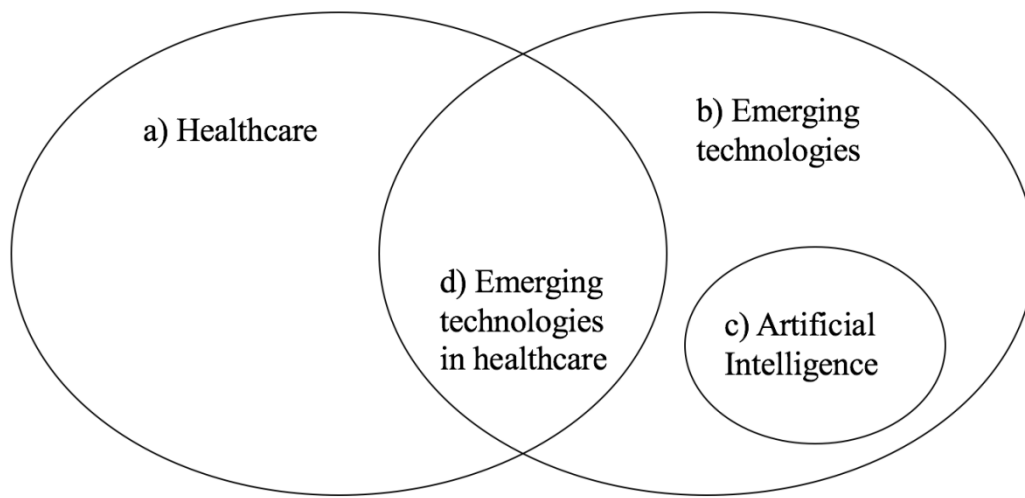 a) Healthcare
b) Emerging
technologies
d) Emerging
technologies
in healthcare
c) Artificial
Intelligence